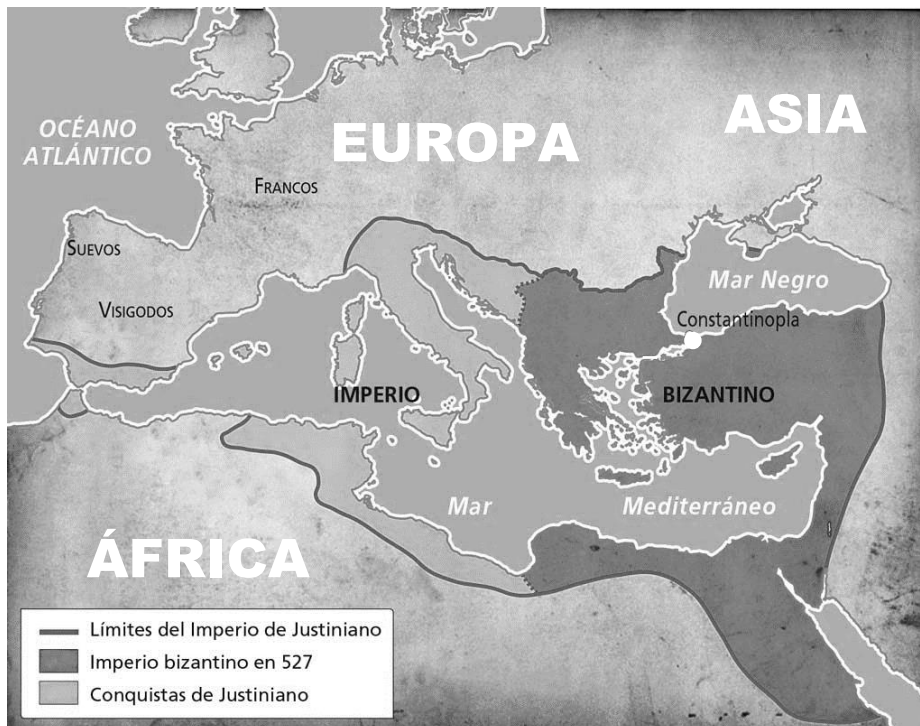 ASIA
EUROPA
OCÉANO
ATLÁNTICO
FRANCOS
SUEVOS
VISIGODOS
Mar Negro
Constantinopla
IMPERIO
BIZANTINO
Mar
Mediterráneo
ÁFRICA
Límites del Imperio de Justiniano
Imperio bizantino en 527
Conquistas de Justiniano